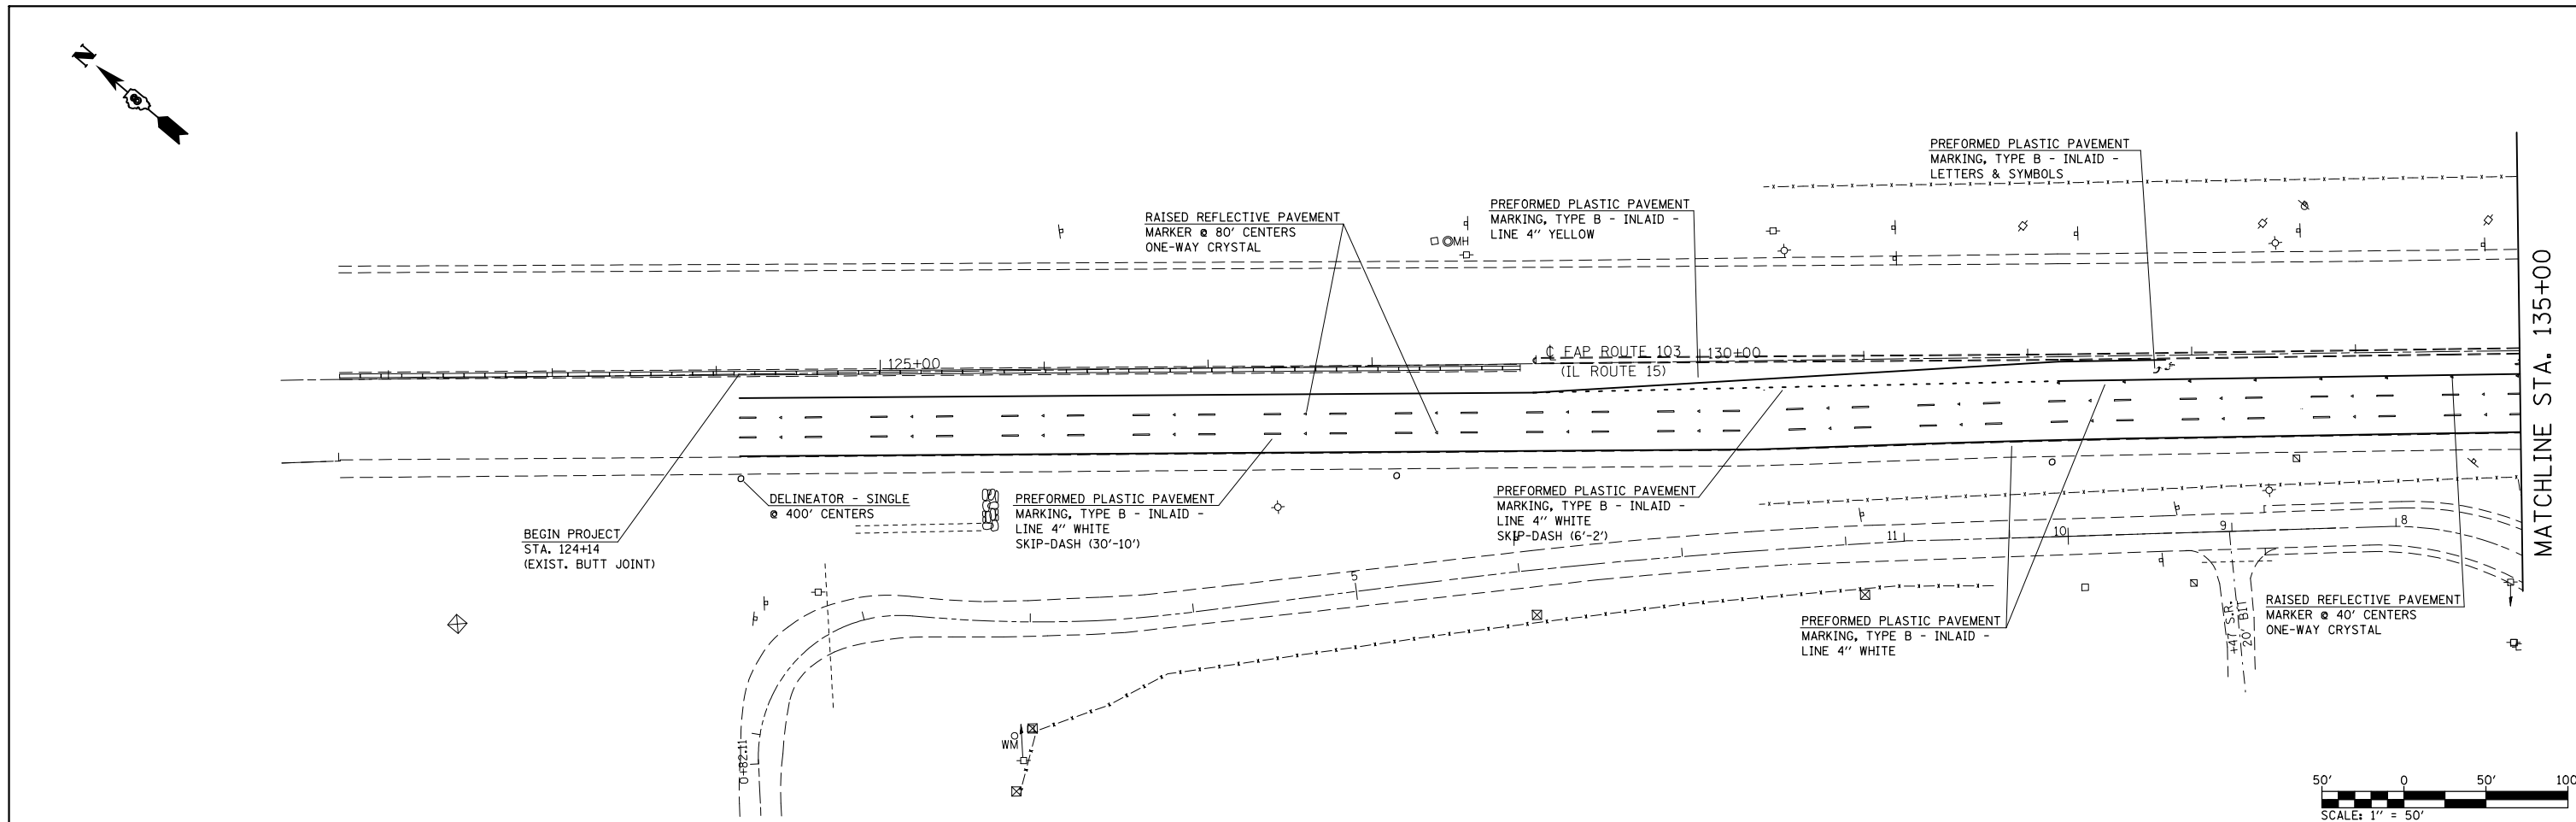 N
PREFORMED PLASTIC PAVEMENT
MARKING, TYPE B - INLAID -
LETTERS & SYMBOLS
RAISED REFLECTIVE PAVEMENT
MARKER @ 80' CENTERS
ONE-WAY CRYSTAL
PREFORMED PLASTIC PAVEMENT
MARKING, TYPE B - INLAID -
LINE 4" YELLOW
MH
MATCHLINE STA. 135+00
125+00
℄ FAP ROUTE 103
(IL ROUTE 15)
130+00
DELINEATOR - SINGLE
@ 400' CENTERS
PREFORMED PLASTIC PAVEMENT
MARKING, TYPE B - INLAID -
LINE 4" WHITE
SKIP-DASH (30'-10')
PREFORMED PLASTIC PAVEMENT
MARKING, TYPE B - INLAID -
LINE 4" WHITE
SKIP-DASH (6'-2')
BEGIN PROJECT
STA. 124+14
(EXIST. BUTT JOINT)
5
11
10
9
8
PREFORMED PLASTIC PAVEMENT
MARKING, TYPE B - INLAID -
LINE 4" WHITE
+47 S.R.
20' BIT
RAISED REFLECTIVE PAVEMENT
MARKER @ 40' CENTERS
ONE-WAY CRYSTAL
0+82.11
WM
50' 0 50' 100
SCALE: 1" = 50'